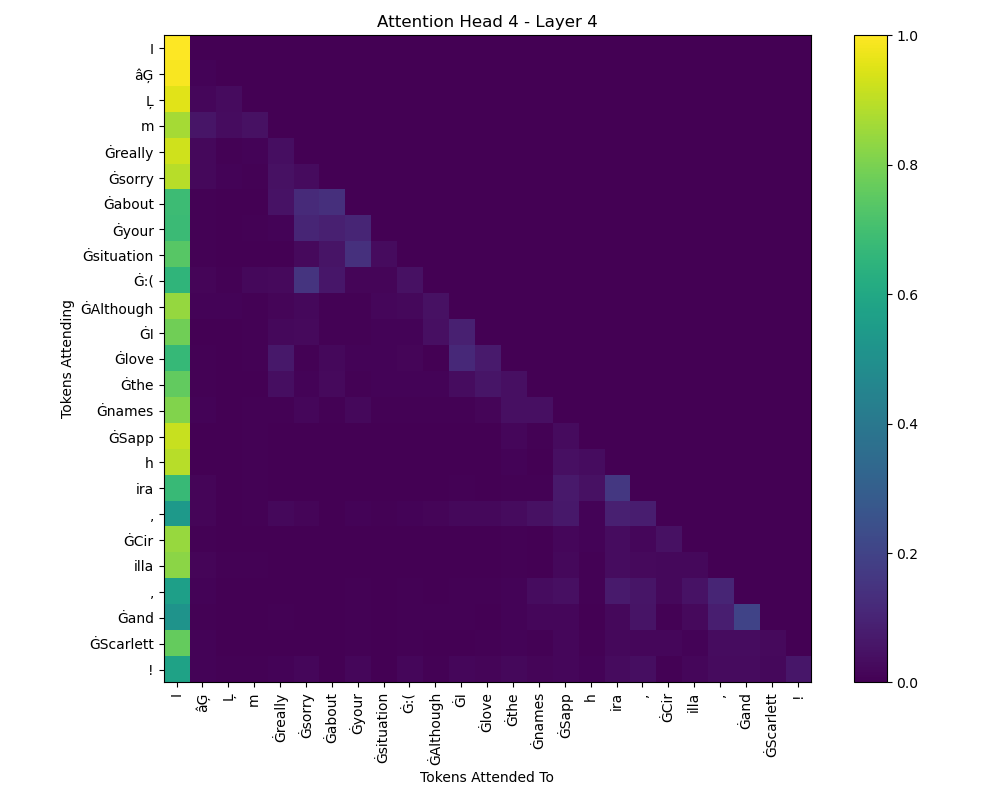 Attention Head 4 - Layer 4
Tokens Attending
I
âĢ
Ļ
m
Ġreally
Ġsorry
Ġabout
Ġyour
Ġsituation
Ġ:(
ĠAlthough
ĠI
Ġlove
Ġthe
Ġnames
ĠSapp
h
ira
,
ĠCir
illa
,
Ġand
ĠScarlett
!
I
âĢ
Ļ
m
Ġreally
Ġsorry
Ġabout
Ġyour
Ġsituation
Ġ:(
ĠAlthough
ĠI
Ġlove
Ġthe
Ġnames
ĠSapp
h
ira
,
ĠCir
illa
,
Ġand
ĠScarlett
!
Tokens Attended To
1.0
0.8
0.6
0.4
0.2
0.0